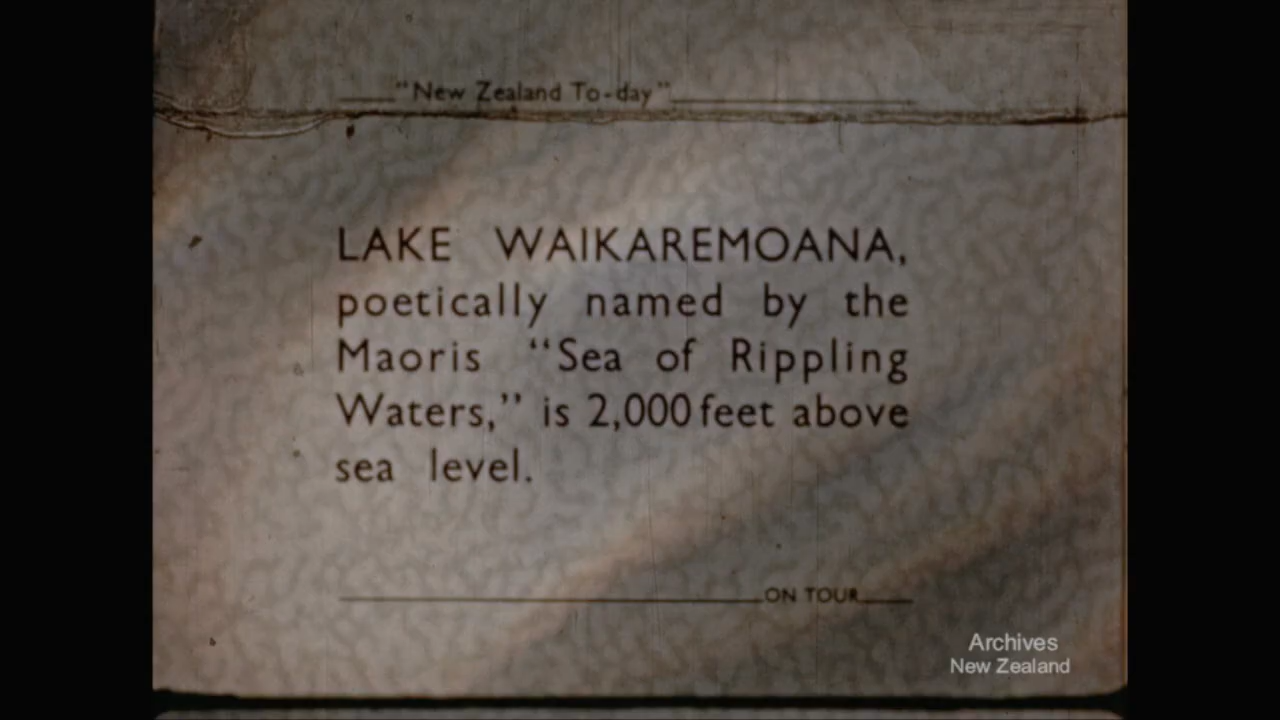 "New Zealand To-day"
LAKE WAIKAREMOANA,
poetically named by the
Maoris "Sea of Rippling
Waters," is 2,000 feet above
sea level.
ON TOUR
Archives
New Zealand